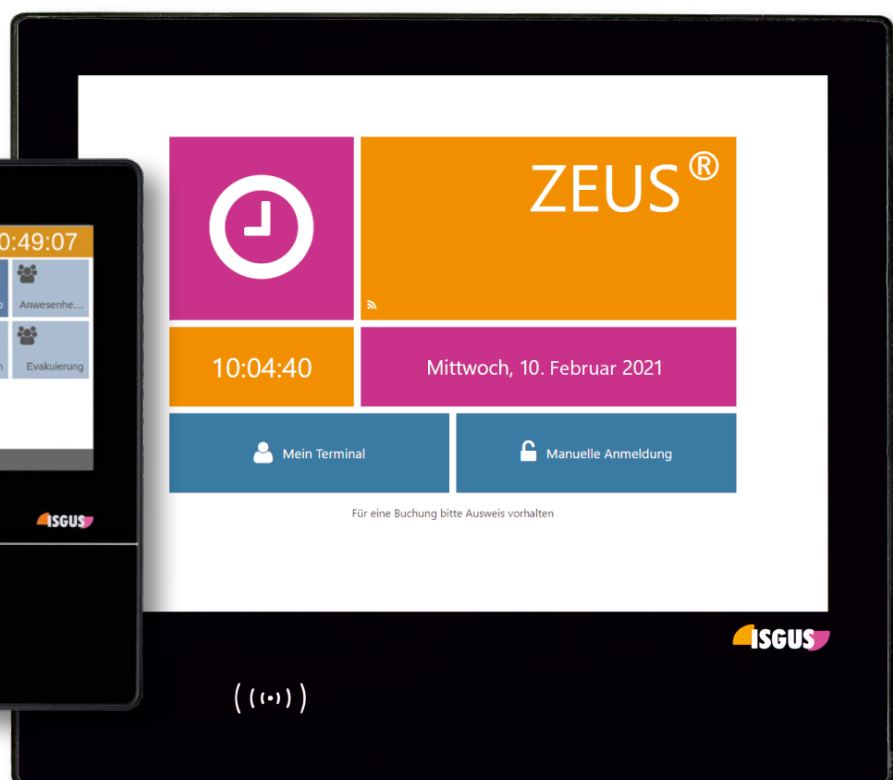 ZEUS®
10:04:40
Mittwoch, 10. Februar 2021
Mein Terminal
Manuelle Anmeldung
Für eine Buchung bitte Ausweis vorhalten
ISGUS
0:49:07
Anwesenhe...
Evakuierung
ISGUS